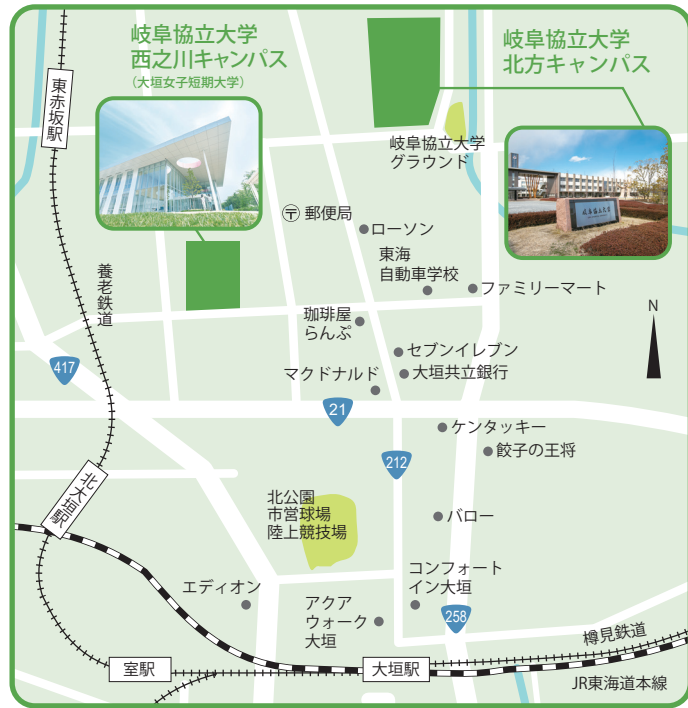 岐阜協立大学
西之川キャンパス
(大垣女子短期大学)
岐阜協立大学
北方キャンパス
東赤坂駅
岐阜協立大学
グラウンド
岐阜協立大学
〒 郵便局
ローソン
東海
自動車学校
養老鉄道
ファミリーマート
珈琲屋
らんぷ
N
セブンイレブン
417
大垣共立銀行
マクドナルド
21
ケンタッキー
餃子の王将
212
北大垣駅
北公園
市営球場
陸上競技場
バロー
エディオン
コンフォート
イン大垣
アクア
ウォーク
大垣
258
樽見鉄道
室駅
大垣駅
JR東海道本線